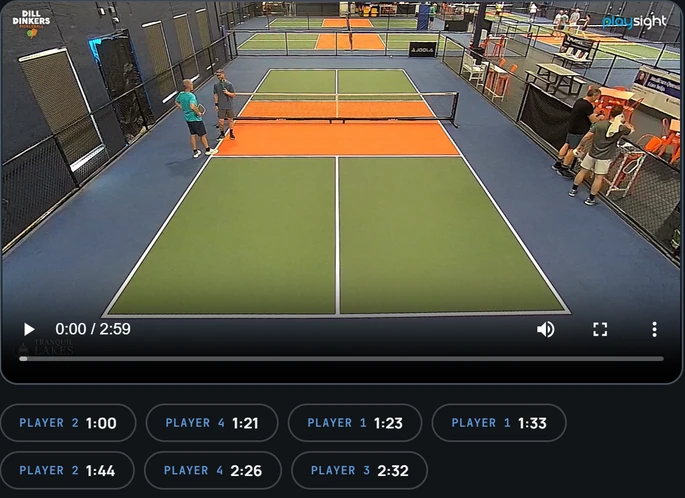 DILL
DINKERS
PICKLEBALL
playsight
JOOLA
0:00 / 2:59
TRANQUIL
LAKES
PLAYER 2 1:00
PLAYER 4 1:21
PLAYER 1 1:23
PLAYER 1 1:33
PLAYER 2 1:44
PLAYER 4 2:26
PLAYER 3 2:32